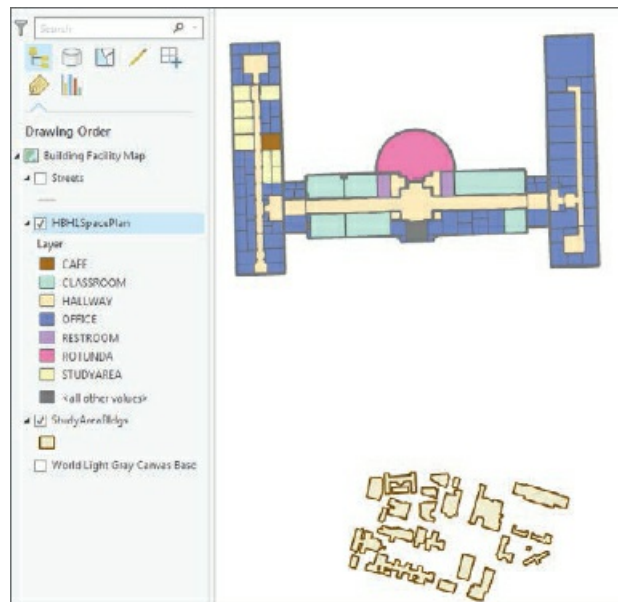 Search
Drawing Order
Building Facility Map
Streets
HBHLSpacePlan
Layer
CAFE
CLASSROOM
HALLWAY
OFFICE
RESTROOM
ROTUNDA
STUDYAREA
<all other values>
StudyAreaBldgs
World Light Gray Canvas Base